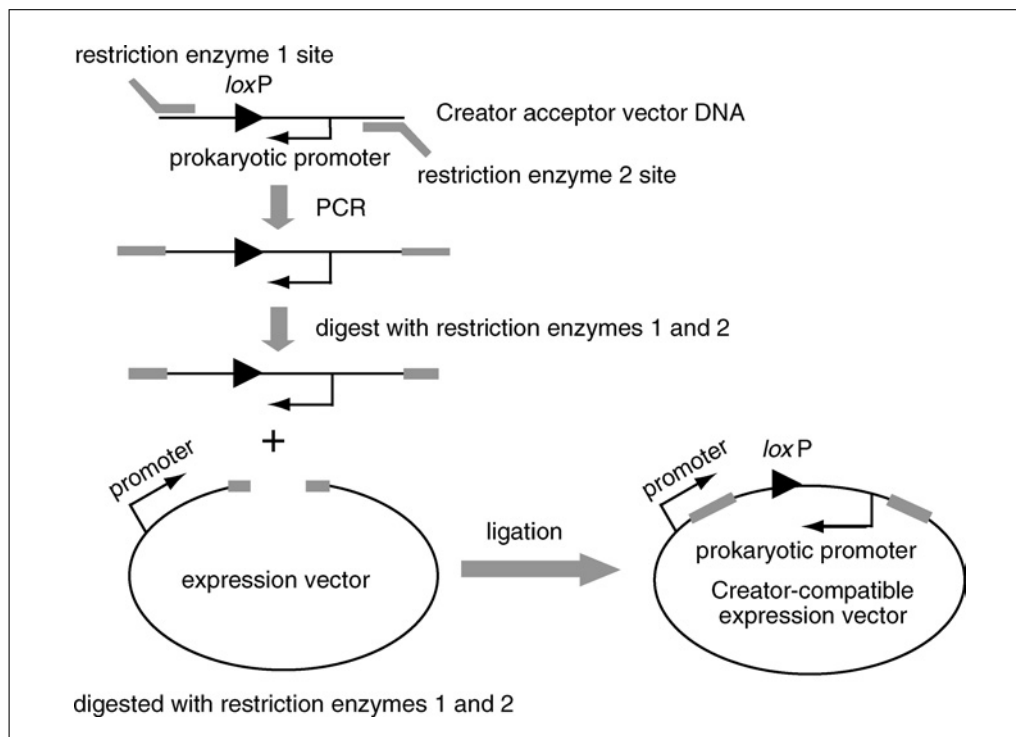 restriction enzyme 1 site
loxP
Creator acceptor vector DNA
prokaryotic promoter
restriction enzyme 2 site
PCR
digest with restriction enzymes 1 and 2
+
promoter
expression vector
ligation
promoter
loxP
prokaryotic promoter
Creator-compatible
expression vector
digested with restriction enzymes 1 and 2